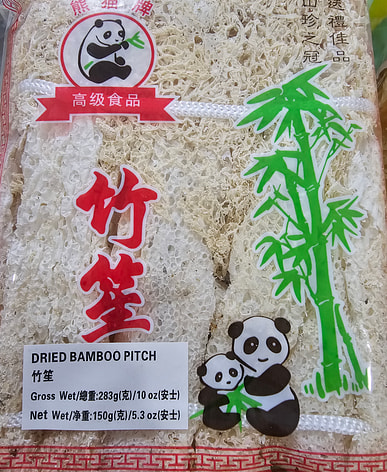 熊猫牌
高级食品
送禮佳品
山珍之冠
竹笙
DRIED BAMBOO PITCH
竹笙
Gross Wet/總重:283g(克)/10 oz(安士)
Net Wet/净重:150g(克)/5.3 oz(安士)